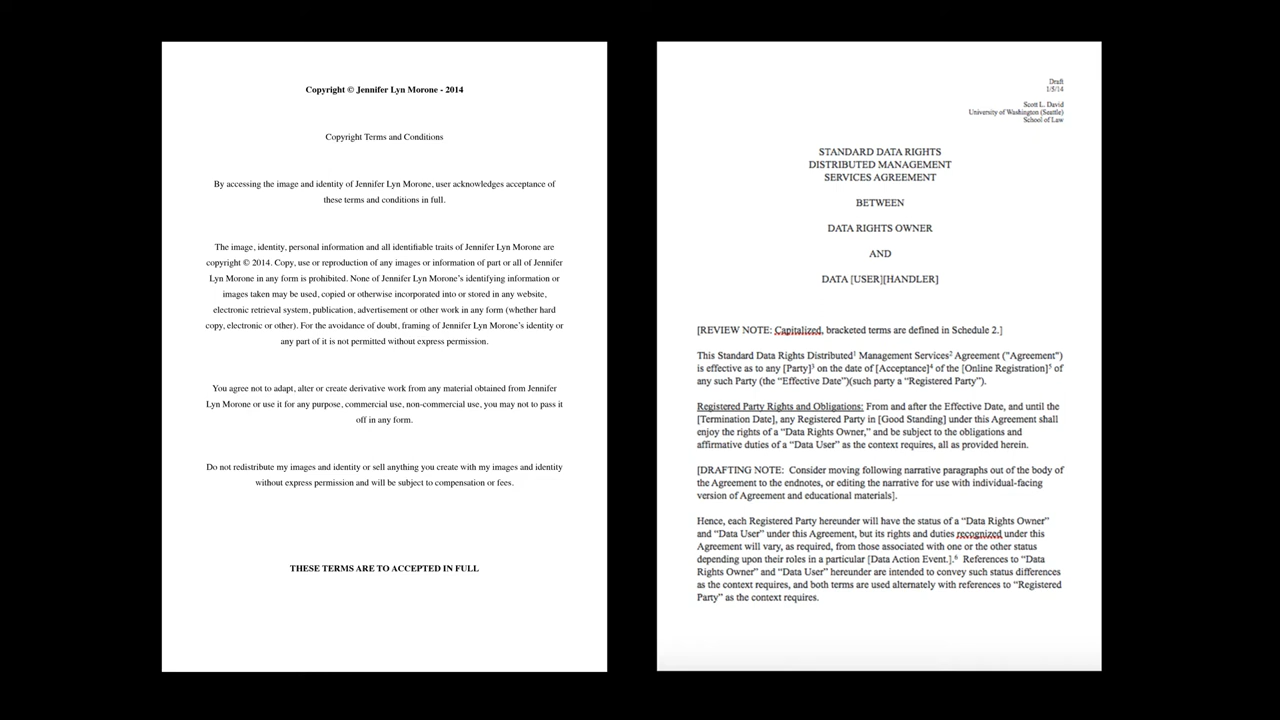 Copyright © Jennifer Lyn Morone - 2014
Copyright Terms and Conditions
By accessing the image and identity of Jennifer Lyn Morone, user acknowledges acceptance of
these terms and conditions in full.
The image, identity, personal information and all identifiable traits of Jennifer Lyn Morone are
copyright © 2014. Copy, use or reproduction of any images or information of part or all of Jennifer
Lyn Morone in any form is prohibited. None of Jennifer Lyn Morone's identifying information or
images taken may be used, copied or otherwise incorporated into or stored in any website,
electronic retrieval system, publication, advertisement or other work in any form (whether hard
copy, electronic or other). For the avoidance of doubt, framing of Jennifer Lyn Morone's identity or
any part of it is not permitted without express permission.
You agree not to adapt, alter or create derivative work from any material obtained from Jennifer
Lyn Morone or use it for any purpose, commercial use, non-commercial use, you may not to pass it
off in any form.
Do not redistribute my images and identity or sell anything you create with my images and identity
without express permission and will be subject to compensation or fees.
THESE TERMS ARE TO ACCEPTED IN FULL
Draft
1/5/14
Scott L. David
University of Washington (Seattle)
School of Law
STANDARD DATA RIGHTS
DISTRIBUTED MANAGEMENT
SERVICES AGREEMENT
BETWEEN
DATA RIGHTS OWNER
AND
DATA [USER][HANDLER]
[REVIEW NOTE: Capitalized, bracketed terms are defined in Schedule 2.]
This Standard Data Rights Distributed¹ Management Services² Agreement ("Agreement")
is effective as to any [Party]³ on the date of [Acceptance]⁴ of the [Online Registration]⁵ of
any such Party (the “Effective Date”)(such party a “Registered Party”).
Registered Party Rights and Obligations: From and after the Effective Date, and until the
[Termination Date], any Registered Party in [Good Standing] under this Agreement shall
enjoy the rights of a “Data Rights Owner,” and be subject to the obligations and
affirmative duties of a “Data User” as the context requires, all as provided herein.
[DRAFTING NOTE: Consider moving following narrative paragraphs out of the body of
the Agreement to the endnotes, or editing the narrative for use with individual-facing
version of Agreement and educational materials].
Hence, each Registered Party hereunder will have the status of a “Data Rights Owner”
and “Data User” under this Agreement, but its rights and duties recognized under this
Agreement will vary, as required, from those associated with one or the other status
depending upon their roles in a particular [Data Action Event.].⁶ References to “Data
Rights Owner” and “Data User” hereunder are intended to convey such status differences
as the context requires, and both terms are used alternately with references to “Registered
Party” as the context requires.